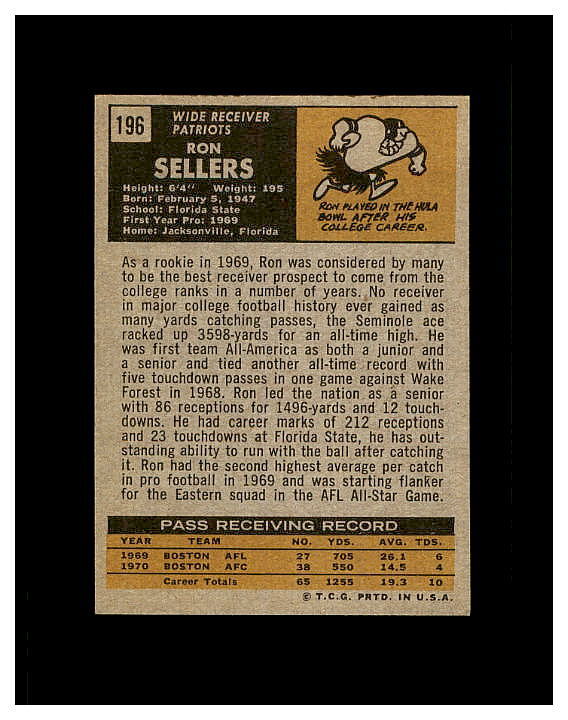 196
WIDE RECEIVER
PATRIOTS
RON
SELLERS
Height: 6'4" Weight: 195
Born: February 5, 1947
School: Florida State
First Year Pro: 1969
Home: Jacksonville, Florida
RON PLAYED IN THE HULA
BOWL AFTER HIS
COLLEGE CAREER.
As a rookie in 1969, Ron was considered by many
to be the best receiver prospect to come from the
college ranks in a number of years. No receiver
in major college football history ever gained as
many yards catching passes, the Seminole ace
racked up 3598-yards for an all-time high. He
was first team All-America as both a junior and
a senior and tied another all-time record with
five touchdown passes in one game against Wake
Forest in 1968. Ron led the nation as a senior
with 86 receptions for 1496-yards and 12 touch-
downs. He had career marks of 212 receptions
and 23 touchdowns at Florida State, he has out-
standing ability to run with the ball after catching
it. Ron had the second highest average per catch
in pro football in 1969 and was starting flanker
for the Eastern squad in the AFL All-Star Game.
PASS RECEIVING RECORD
YEAR TEAM NO. YDS. AVG. TDS.
1969 BOSTON AFL 27 705 26.1 6
1970 BOSTON AFC 38 550 14.5 4
Career Totals 65 1255 19.3 10
© T.C.G. PRTD. IN U.S.A.